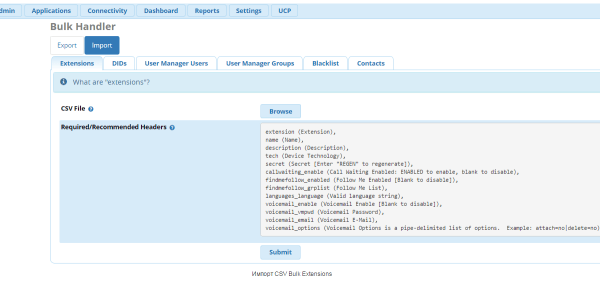 dmin Applications Connectivity Dashboard Reports Settings UCP
Bulk Handler
Export Import
Extensions DIDs User Manager Users User Manager Groups Blacklist Contacts
What are "extensions"?
CSV File Browse
Required/Recommended Headers
extension (Extension),
name (Name),
description (Description),
tech (Device Technology),
secret (Secret [Enter "REGEN" to regenerate]),
callwaiting_enable (Call Waiting Enabled: ENABLED to enable, blank to disable),
findmefollow_enabled (Follow Me Enabled [Blank to disable]),
findmefollow_grplist (Follow Me List),
languages_language (Valid language string),
voicemail_enable (Voicemail Enable [Blank to disable]),
voicemail_vmpwd (Voicemail Password),
voicemail_email (Voicemail E-Mail),
voicemail_options (Voicemail Options is a pipe-delimited list of options. Example: attach=no|delete=no)
Submit
Импорт CSV Bulk Extensions